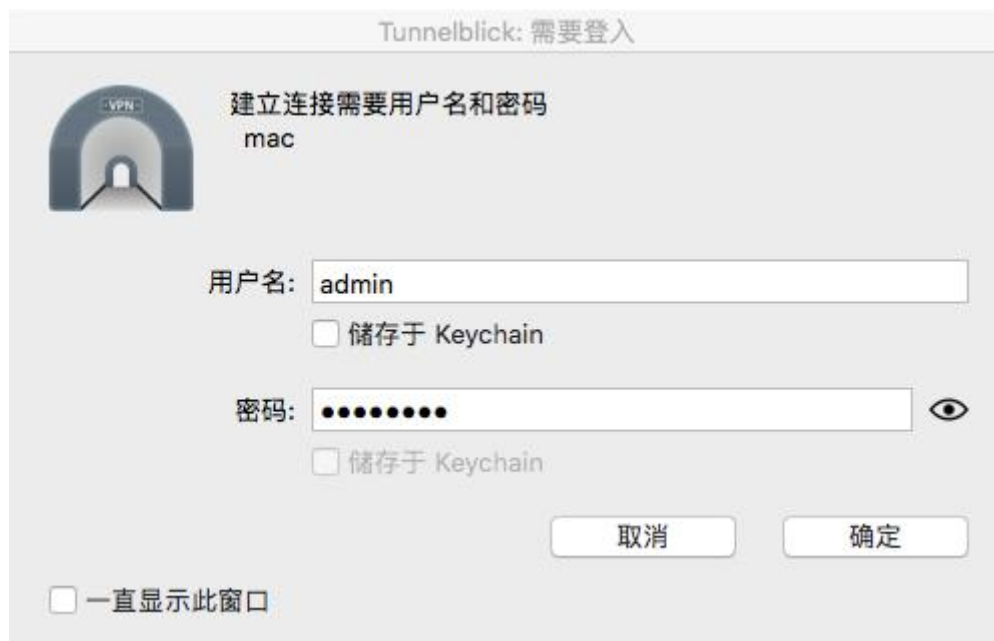 Tunnelblick: 需要登入
VPN
建立连接需要用户名和密码
mac
用户名: admin
储存于 Keychain
密码: ••••••••
储存于 Keychain
取消 确定
一直显示此窗口